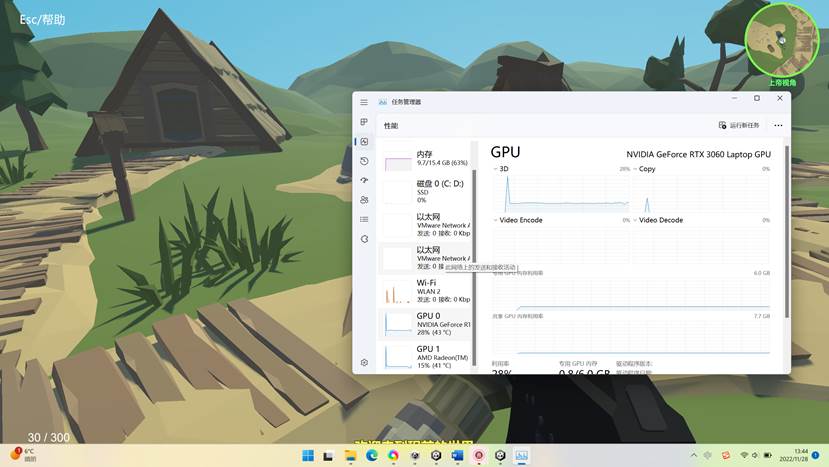 Esc/帮助
上帝视角
任务管理器
性能
运行新任务
内存
9.7/15.4 GB (63%)
磁盘 0 (C: D:)
SSD
0%
以太网
VMware Network A
发送: 0 接收: 0 Kbp
以太网
VMware Network A
发送: 0 接
此网络上的发送和接收活动
Wi-Fi
WLAN 2
发送: 0 接收: 0 Kbp
GPU 0
NVIDIA GeForce RT
28% (43 °C)
GPU 1
AMD Radeon(TM)
15% (41 °C)
GPU
NVIDIA GeForce RTX 3060 Laptop GPU
3D
28%
Copy
0%
Video Encode
0%
Video Decode
0%
专用 GPU 内存利用率
6.0 GB
共享 GPU 内存利用率
7.7 GB
利用率
28%
专用 GPU 内存
0.8/6.0 GB
驱动程序版本:
驱动程序日期:
30 / 300
6°C
晴朗
13:44
2022/11/28